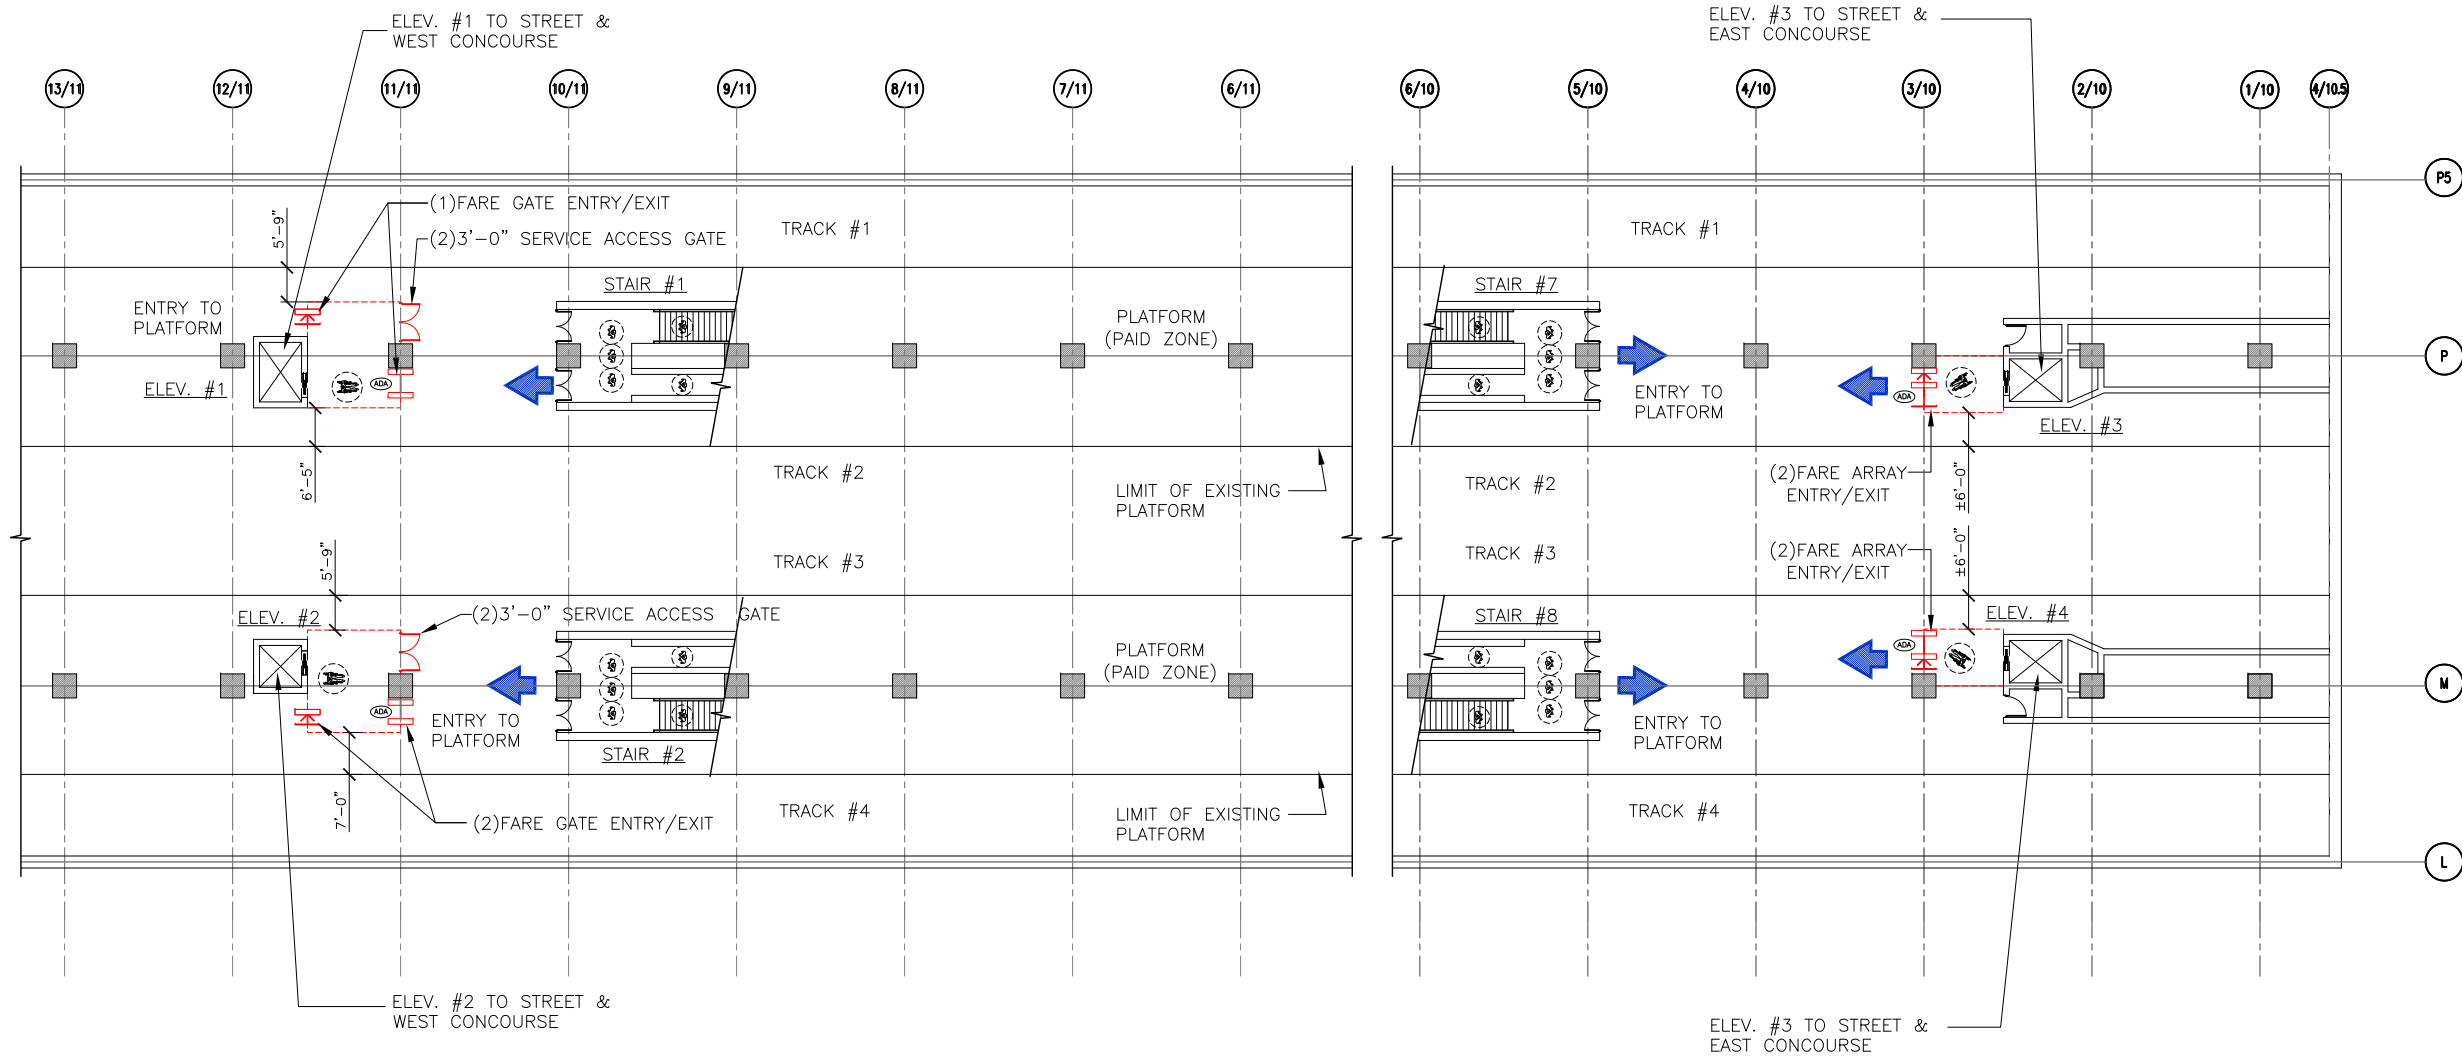 ELEV. #1 TO STREET &
WEST CONCOURSE
ELEV. #3 TO STREET &
EAST CONCOURSE
13/11
12/11
11/11
10/11
9/11
8/11
7/11
6/11
6/10
5/10
4/10
3/10
2/10
1/10
4/10.5
P5
(1)FARE GATE ENTRY/EXIT
(2)3'-0" SERVICE ACCESS GATE
5'-9"
TRACK #1
TRACK #1
ENTRY TO
PLATFORM
STAIR #1
PLATFORM
(PAID ZONE)
STAIR #7
P
ELEV. #1
ADA
ENTRY TO
PLATFORM
ADA
ELEV. #3
6'-5"
TRACK #2
LIMIT OF EXISTING
PLATFORM
TRACK #2
(2)FARE ARRAY
ENTRY/EXIT
±6'-0"
5'-9"
TRACK #3
TRACK #3
(2)FARE ARRAY
ENTRY/EXIT
±6'-0"
ELEV. #2
(2)3'-0" SERVICE ACCESS GATE
STAIR #8
ELEV. #4
ADA
PLATFORM
(PAID ZONE)
M
ADA
ENTRY TO
PLATFORM
STAIR #2
ENTRY TO
PLATFORM
7'-0"
(2)FARE GATE ENTRY/EXIT
TRACK #4
LIMIT OF EXISTING
PLATFORM
TRACK #4
L
ELEV. #2 TO STREET &
WEST CONCOURSE
ELEV. #3 TO STREET &
EAST CONCOURSE